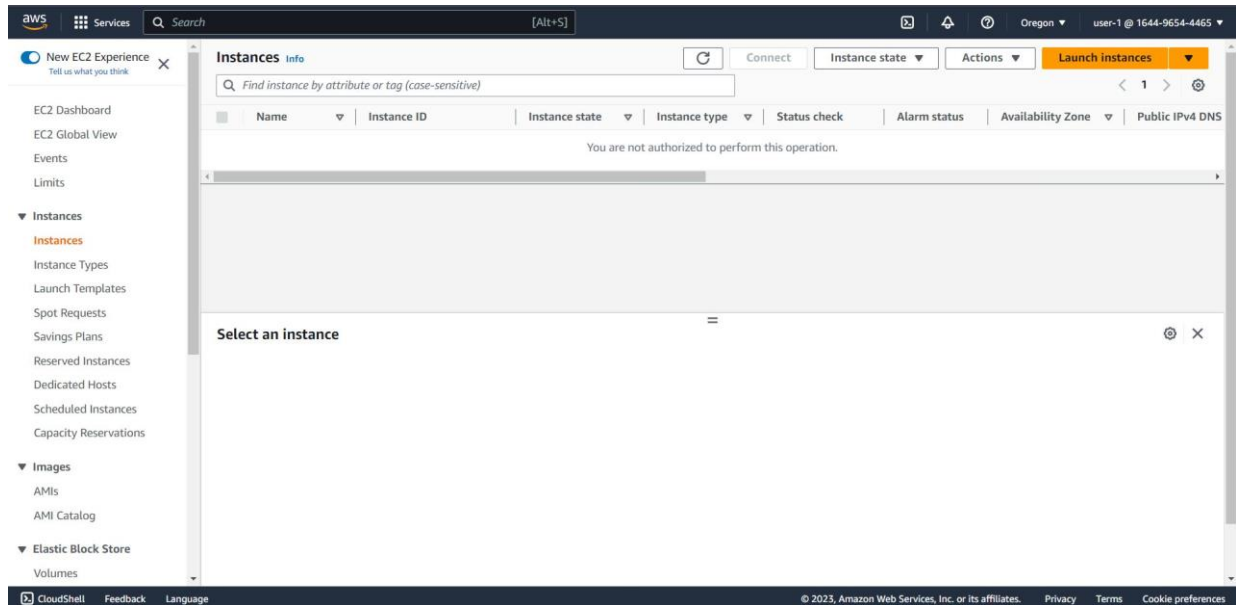 aws Services Search [Alt+S] Oregon user-1 @ 1644-9654-4465
New EC2 Experience
Tell us what you think
EC2 Dashboard
EC2 Global View
Events
Limits
Instances
Instances
Instance Types
Launch Templates
Spot Requests
Savings Plans
Reserved Instances
Dedicated Hosts
Scheduled Instances
Capacity Reservations
Images
AMIs
AMI Catalog
Elastic Block Store
Volumes
Instances Info Connect Instance state Actions Launch instances
Find instance by attribute or tag (case-sensitive) 1
Name Instance ID Instance state Instance type Status check Alarm status Availability Zone Public IPv4 DNS
You are not authorized to perform this operation.
Select an instance
CloudShell Feedback Language © 2023, Amazon Web Services, Inc. or its affiliates. Privacy Terms Cookie preferences